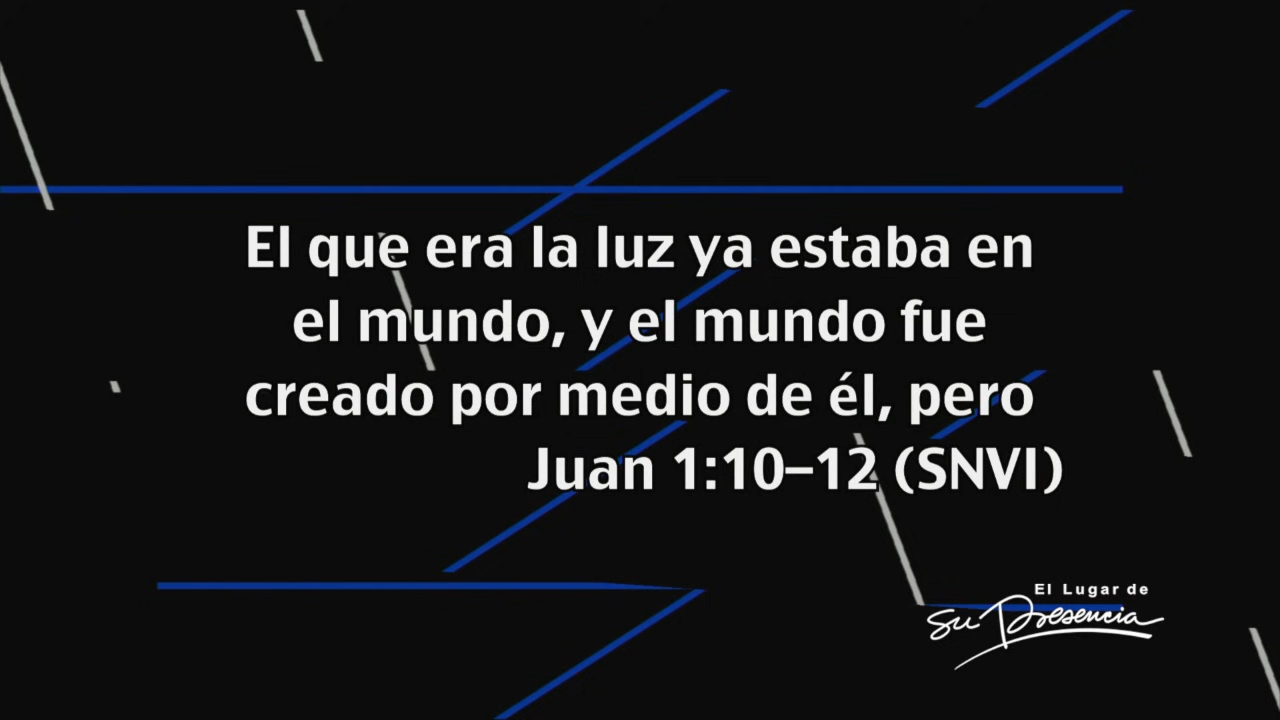 El que era la luz ya estaba en
el mundo, y el mundo fue
creado por medio de él, pero
Juan 1:10–12 (SNVI)
El Lugar de
Su Presencia